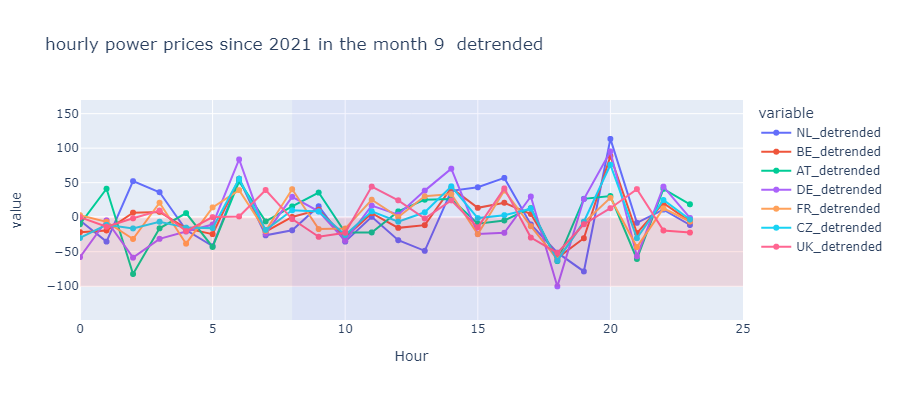 hourly power prices since 2021 in the month 9 detrended
variable
NL_detrended
BE_detrended
AT_detrended
DE_detrended
FR_detrended
CZ_detrended
UK_detrended
value
150
100
50
0
−50
−100
0 5 10 15 20 25
Hour